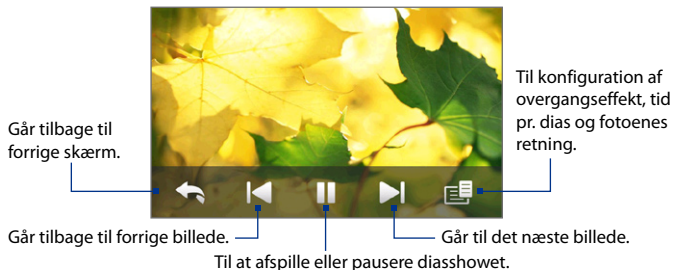 Til konfiguration af
overgangseffekt, tid
pr. dias og fotoenes
retning.
Går tilbage til
forrige skærm.
Går tilbage til forrige billede.
Går til det næste billede.
Til at afspille eller pausere diasshowet.